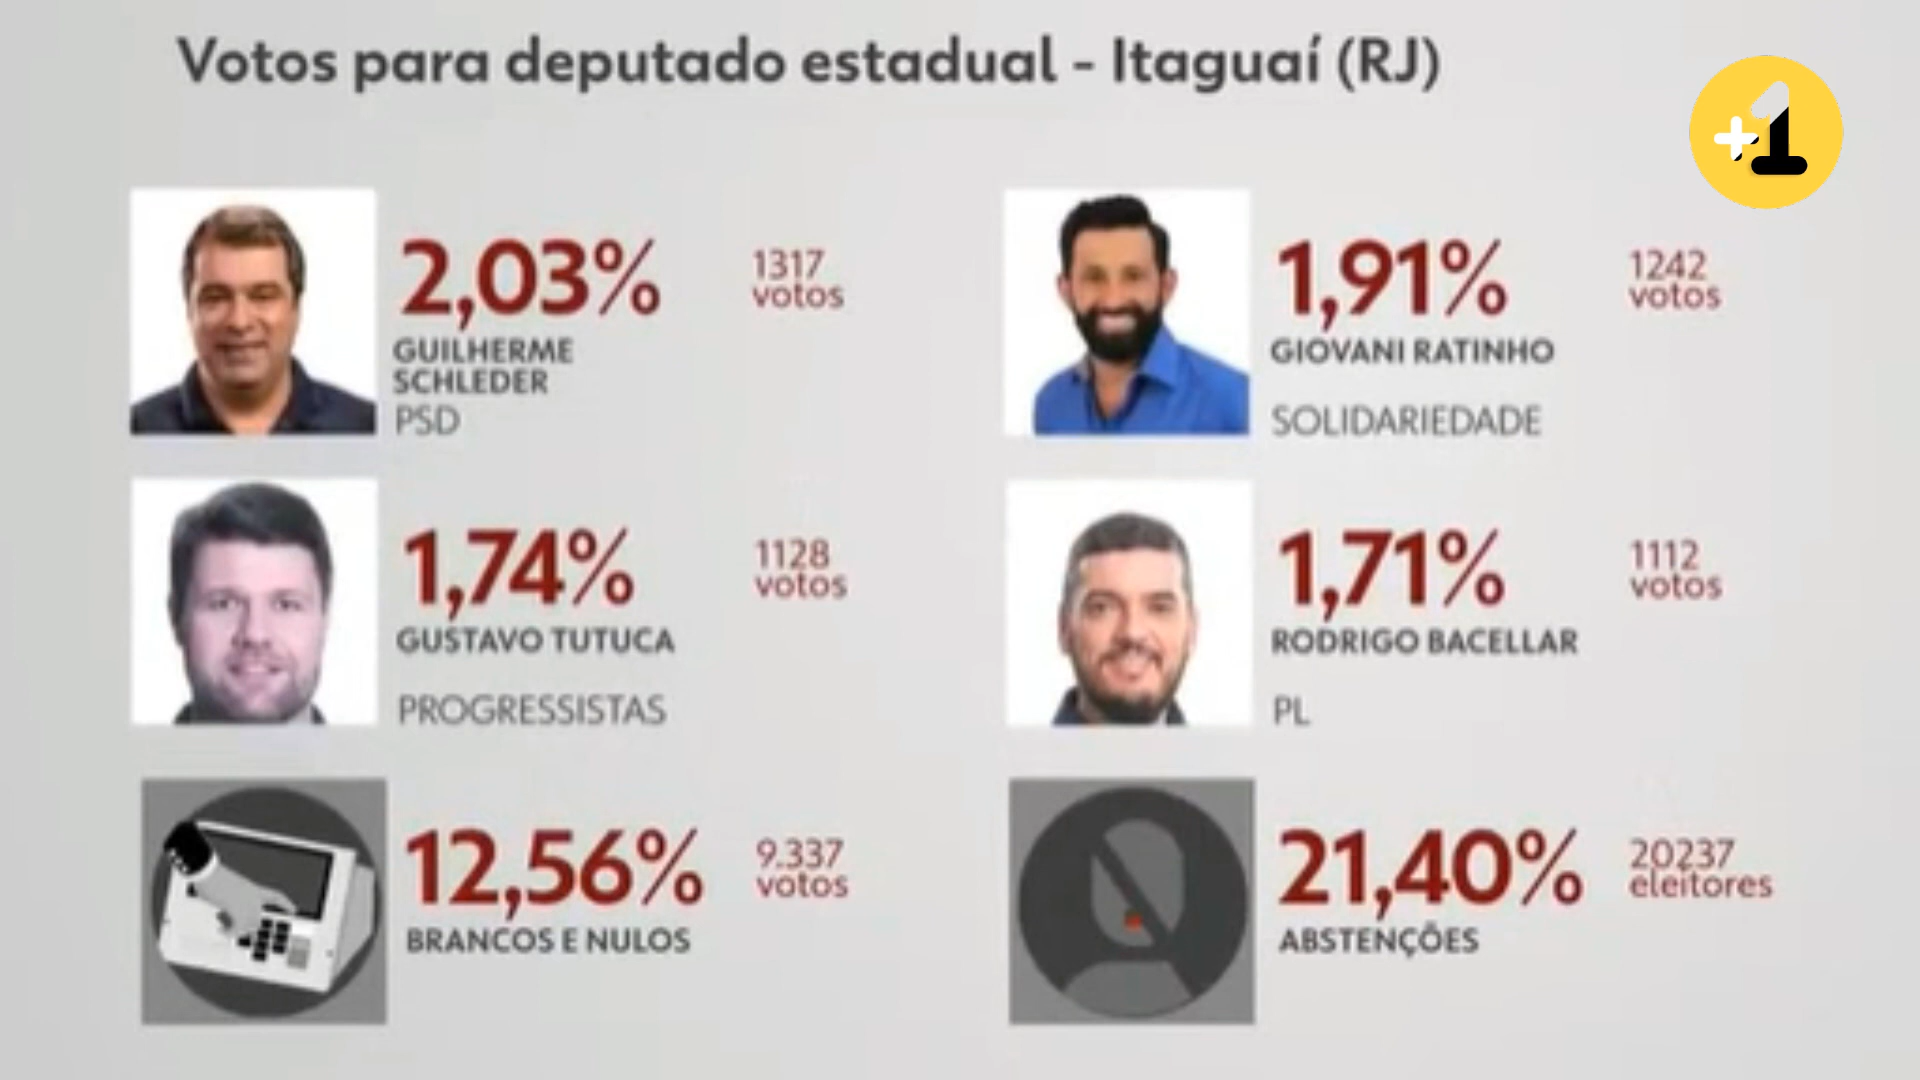 Votos para deputado estadual - Itaguaí (RJ)
+1
2,03%
1317
votos
GUILHERME
SCHLEDER
PSD
1,91%
1242
votos
GIOVANI RATINHO
SOLIDARIEDADE
1,74%
1128
votos
GUSTAVO TUTUCA
PROGRESSISTAS
1,71%
1112
votos
RODRIGO BACELLAR
PL
12,56%
9.337
votos
BRANCOS E NULOS
21,40%
20237
eleitores
ABSTENÇÕES